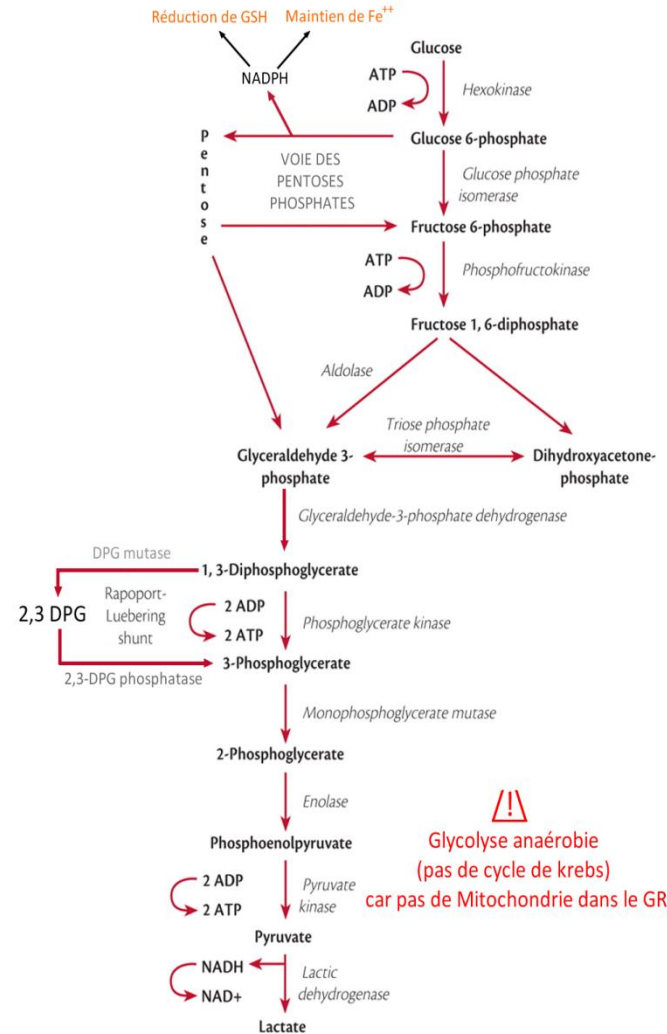 Réduction de GSH
Maintien de Fe++
NADPH
Glucose
ATP
ADP
Hexokinase
Glucose 6-phosphate
Pentose
VOIE DES
PENTOSES
PHOSPHATES
Glucose phosphate
isomerase
Fructose 6-phosphate
ATP
ADP
Phosphofructokinase
Fructose 1, 6-diphosphate
Aldolase
Triose phosphate
isomerase
Glyceraldehyde 3-
phosphate
Dihydroxyacetone-
phosphate
Glyceraldehyde-3-phosphate dehydrogenase
DPG mutase
1, 3-Diphosphoglycerate
2,3 DPG
Rapoport-
Luebering
shunt
2 ADP
2 ATP
Phosphoglycerate kinase
3-Phosphoglycerate
2,3-DPG phosphatase
Monophosphoglycerate mutase
2-Phosphoglycerate
Enolase
Phosphoenolpyruvate
2 ADP
2 ATP
Pyruvate
kinase
Pyruvate
NADH
NAD+
Lactic
dehydrogenase
Lactate
/!\
Glycolyse anaérobie
(pas de cycle de krebs)
car pas de Mitochondrie dans le GR